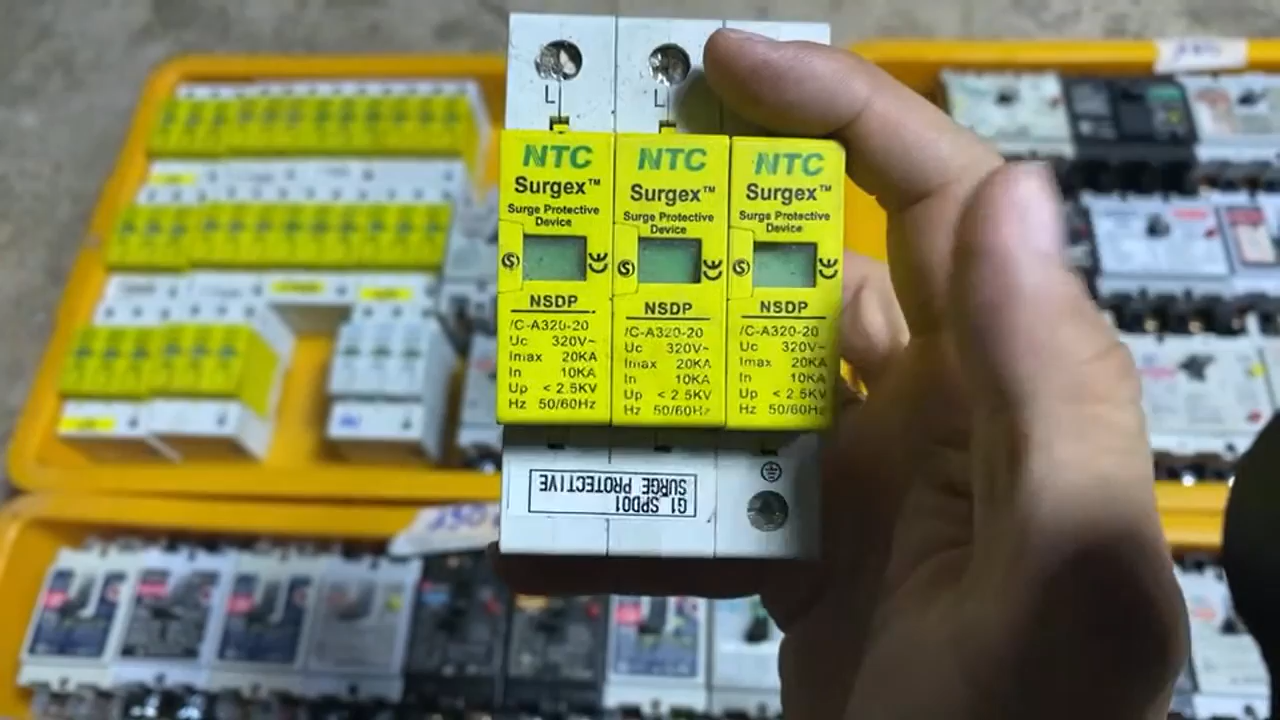 L
L
NTC
Surgex™
Surge Protective
Device
NSDP
/C-A320-20
Uc 320V~
Imax 20KA
In 10KA
Up < 2.5KV
Hz 50/60Hz
NTC
Surgex™
Surge Protective
Device
NSDP
/C-A320-20
Uc 320V~
Imax 20KA
In 10KA
Up < 2.5KV
Hz 50/60Hz
NTC
Surgex™
Surge Protective
Device
NSDP
/C-A320-20
Uc 320V~
Imax 20KA
In 10KA
Up < 2.5KV
Hz 50/60Hz
G1_SPD01
SURGE PROTECTIVE